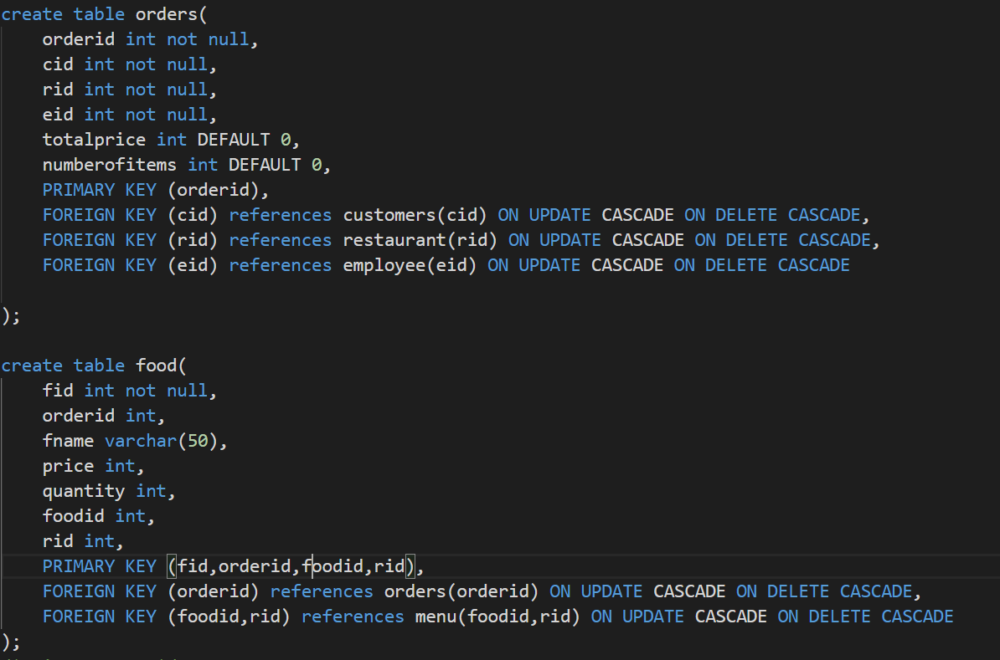 create table orders(
orderid int not null,
cid int not null,
rid int not null,
eid int not null,
totalprice int DEFAULT 0,
numberofitems int DEFAULT 0,
PRIMARY KEY (orderid),
FOREIGN KEY (cid) references customers(cid) ON UPDATE CASCADE ON DELETE CASCADE,
FOREIGN KEY (rid) references restaurant(rid) ON UPDATE CASCADE ON DELETE CASCADE,
FOREIGN KEY (eid) references employee(eid) ON UPDATE CASCADE ON DELETE CASCADE
);
create table food(
fid int not null,
orderid int,
fname varchar(50),
price int,
quantity int,
foodid int,
rid int,
PRIMARY KEY (fid,orderid,foodid,rid),
FOREIGN KEY (orderid) references orders(orderid) ON UPDATE CASCADE ON DELETE CASCADE,
FOREIGN KEY (foodid,rid) references menu(foodid,rid) ON UPDATE CASCADE ON DELETE CASCADE
);